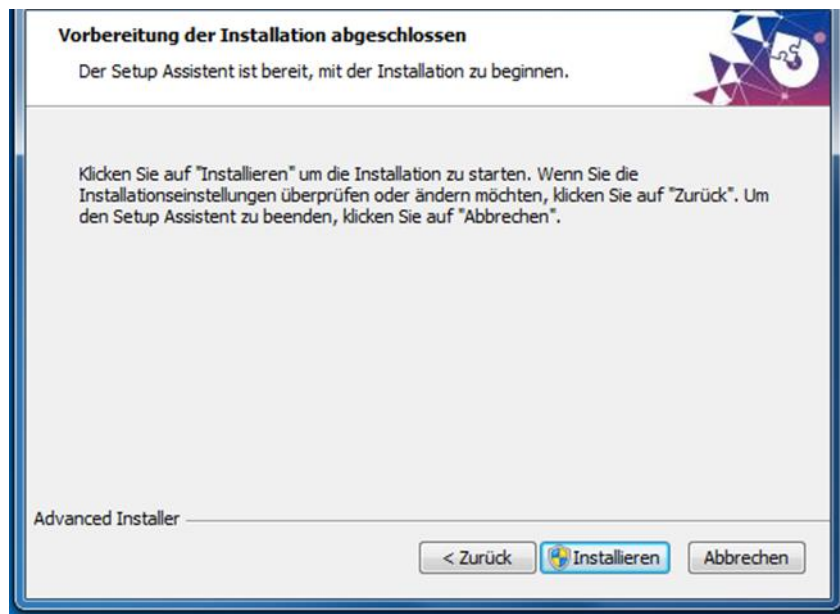 Vorbereitung der Installation abgeschlossen
Der Setup Assistent ist bereit, mit der Installation zu beginnen.
Klicken Sie auf "Installieren" um die Installation zu starten. Wenn Sie die
Installationseinstellungen überprüfen oder ändern möchten, klicken Sie auf "Zurück". Um
den Setup Assistent zu beenden, klicken Sie auf "Abbrechen".
Advanced Installer
< Zurück Installieren Abbrechen